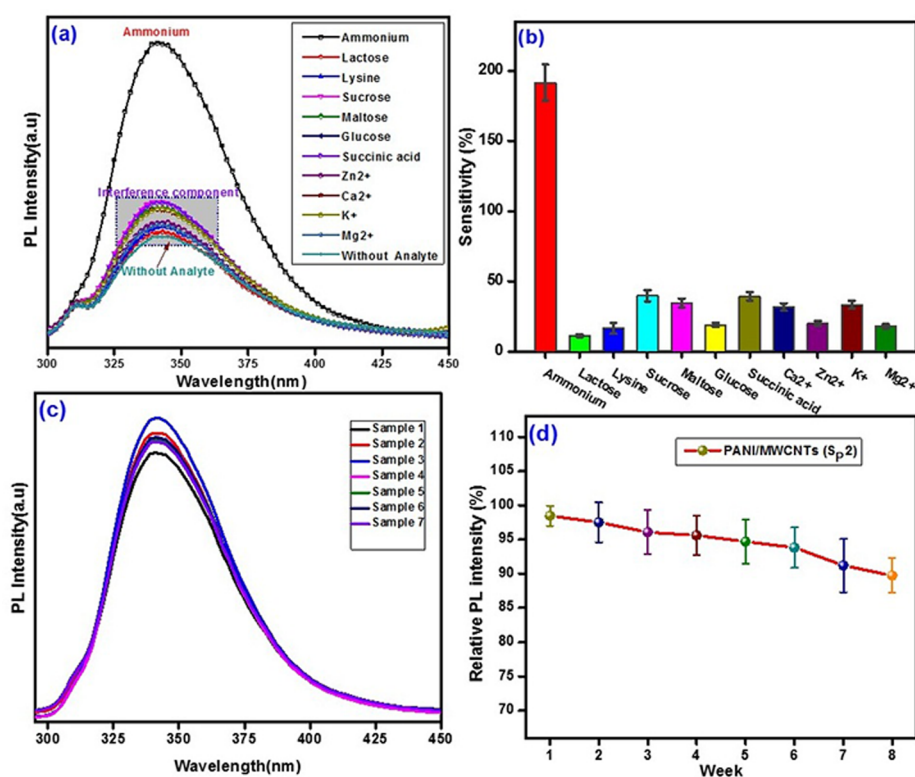 (a)
Ammonium
Ammonium
Lactose
Lysine
Sucrose
Maltose
Glucose
Succinic acid
Zn2+
Ca2+
K+
Mg2+
Without Analyte
Interference component
Without Analyte
PL Intensity(a.u)
300 325 350 375 400 425 450
Wavelength(nm)
(b)
Sensitivity (%)
200
150
100
50
0
Ammonium
Lactose
Lysine
Sucrose
Maltose
Glucose
Succinic acid
Ca2+
Zn2+
K+
Mg2+
(c)
Sample 1
Sample 2
Sample 3
Sample 4
Sample 5
Sample 6
Sample 7
PL Intensity(a.u)
300 325 350 375 400 425 450
Wavelength(nm)
(d)
PANI/MWCNTs (Sp2)
Relative PL intensity (%)
110
105
100
95
90
85
80
75
70
1 2 3 4 5 6 7 8
Week